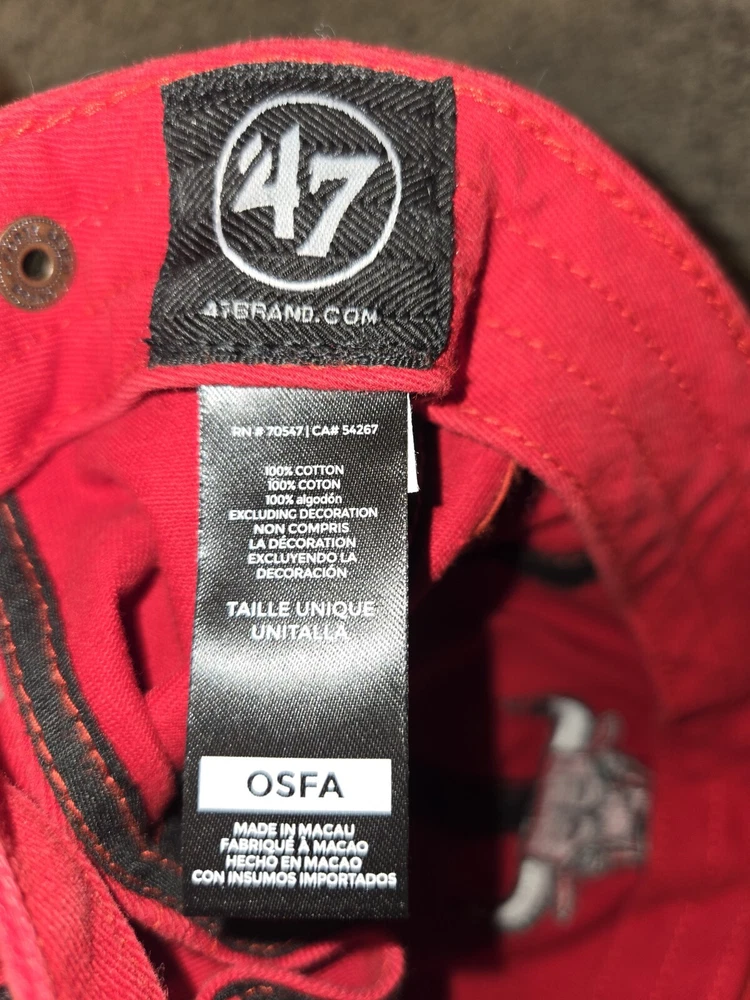 47
47BRAND.COM
RN # 70547 | CA# 54267
100% COTTON
100% COTON
100% algodón
EXCLUDING DECORATION
NON COMPRIS
LA DÉCORATION
EXCLUYENDO LA
DECORACIÓN
TAILLE UNIQUE
UNITALLA
OSFA
MADE IN MACAU
FABRIQUÉ À MACAO
HECHO EN MACAO
CON INSUMOS IMPORTADOS